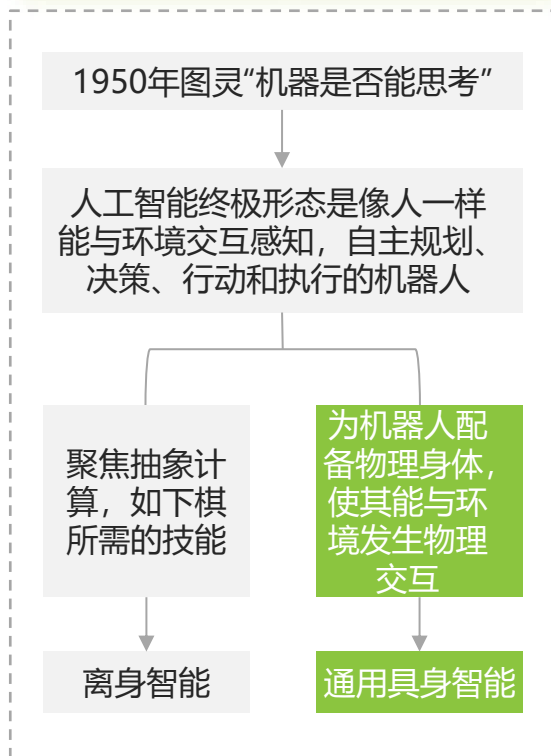 1950年图灵“机器是否能思考”
人工智能终极形态是像人一样
能与环境交互感知，自主规划、
决策、行动和执行的机器人
聚焦抽象计
算，如下棋
所需的技能
为机器人配
备物理身体，
使其能与环
境发生物理
交互
离身智能
通用具身智能